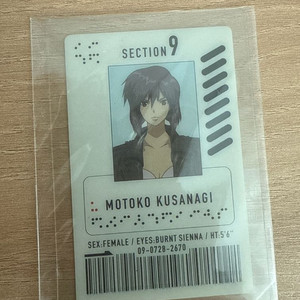 SECTION 9
MOTOKO KUSANAGI
SEX:FEMALE / EYES:BURNT SIENNA / HT:5'6"
09-0728-2670